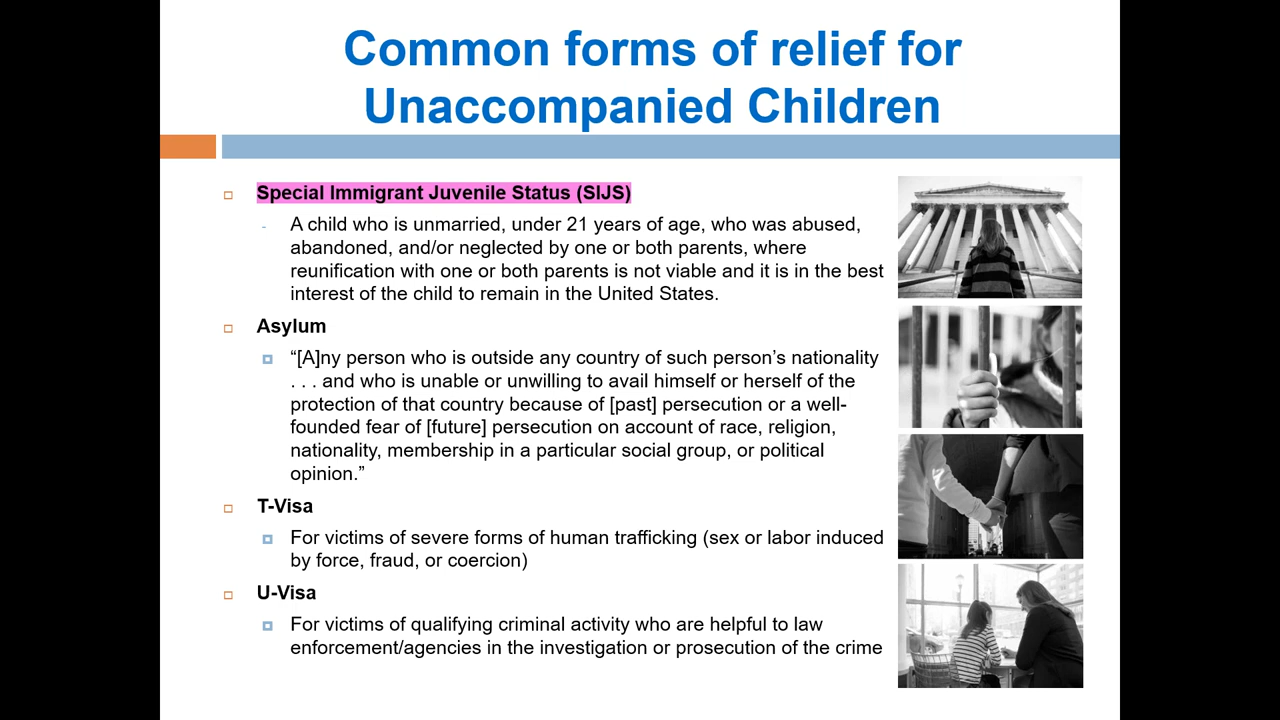 Common forms of relief for
Unaccompanied Children
Special Immigrant Juvenile Status (SIJS)
- A child who is unmarried, under 21 years of age, who was abused,
abandoned, and/or neglected by one or both parents, where
reunification with one or both parents is not viable and it is in the best
interest of the child to remain in the United States.
Asylum
“[A]ny person who is outside any country of such person’s nationality
. . . and who is unable or unwilling to avail himself or herself of the
protection of that country because of [past] persecution or a well-
founded fear of [future] persecution on account of race, religion,
nationality, membership in a particular social group, or political
opinion.”
T-Visa
For victims of severe forms of human trafficking (sex or labor induced
by force, fraud, or coercion)
U-Visa
For victims of qualifying criminal activity who are helpful to law
enforcement/agencies in the investigation or prosecution of the crime